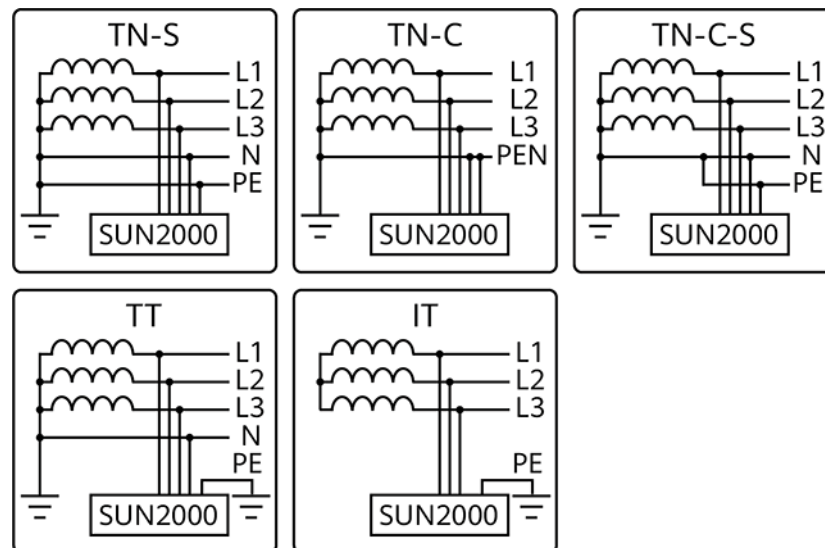 TN-S
L1
L2
L3
N
PE
SUN2000
TN-C
L1
L2
L3
PEN
SUN2000
TN-C-S
L1
L2
L3
N
PE
SUN2000
TT
L1
L2
L3
N
PE
SUN2000
IT
L1
L2
L3
PE
SUN2000